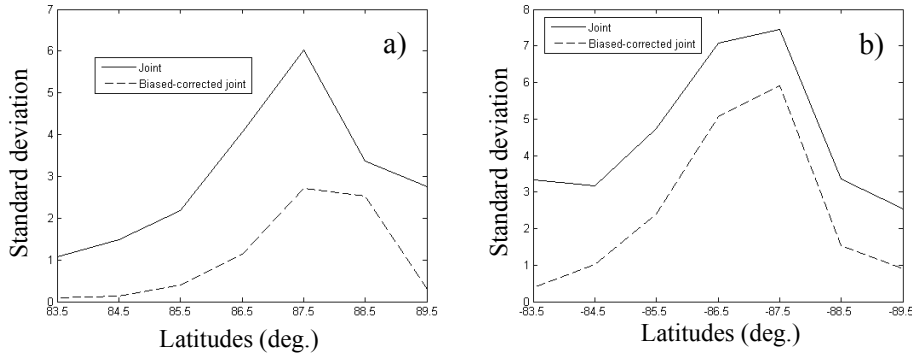 a)
Joint
Biased-corrected joint
Standard deviation
7
6
5
4
3
2
1
0
83.5 84.5 85.5 86.5 87.5 88.5 89.5
Latitudes (deg.)
b)
Joint
Biased-corrected joint
Standard deviation
8
7
6
5
4
3
2
1
0
-83.5 -84.5 -85.5 -86.5 -87.5 -88.5 -89.5
Latitudes (deg.)